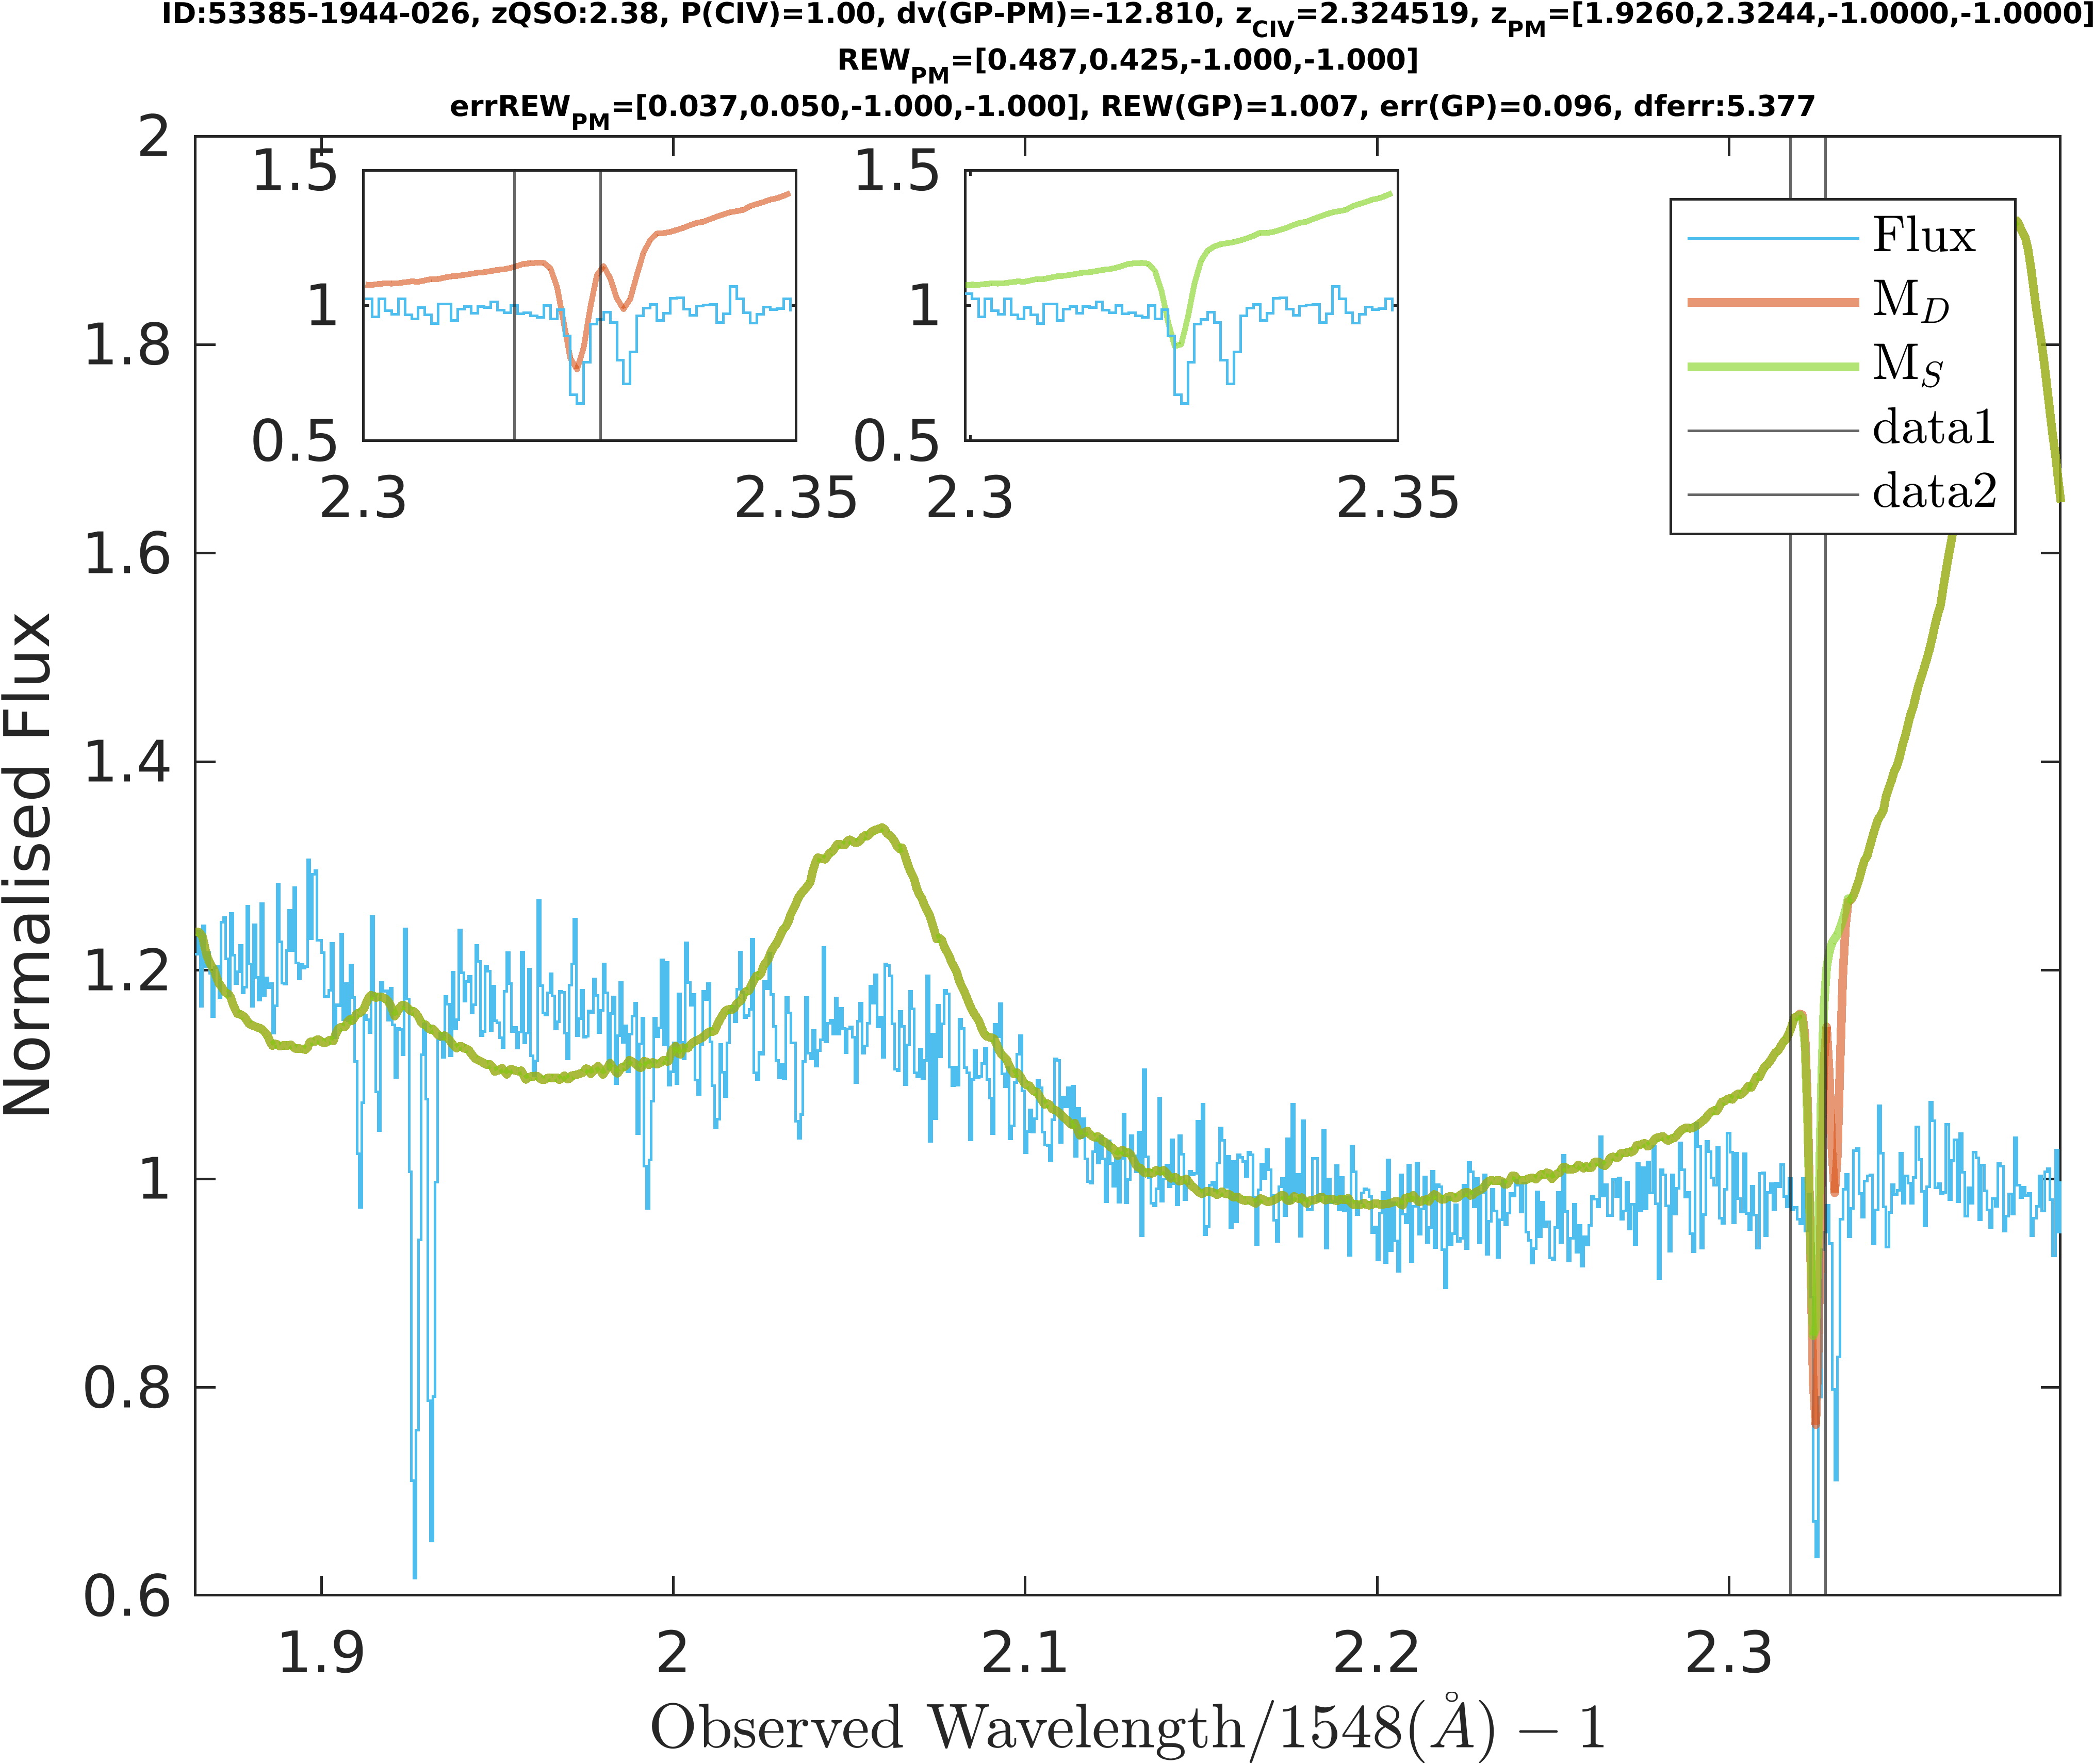 ID:53385-1944-026, zQSO:2.38, P(CIV)=1.00, dv(GP-PM)=-12.810, zCIV=2.324519, zPM=[1.9260,2.3244,-1.0000,-1.0000]
REWPM=[0.487,0.425,-1.000,-1.000]
errREWPM=[0.037,0.050,-1.000,-1.000], REW(GP)=1.007, err(GP)=0.096, dferr:5.377
2
1.8
1.6
1.4
1.2
1
0.8
0.6
Normalised Flux
1.5
1
0.5
2.3 2.35
1.5
1
0.5
2.3 2.35
Flux
MD
MS
data1
data2
1.9 2 2.1 2.2 2.3
Observed Wavelength/1548(Å) − 1